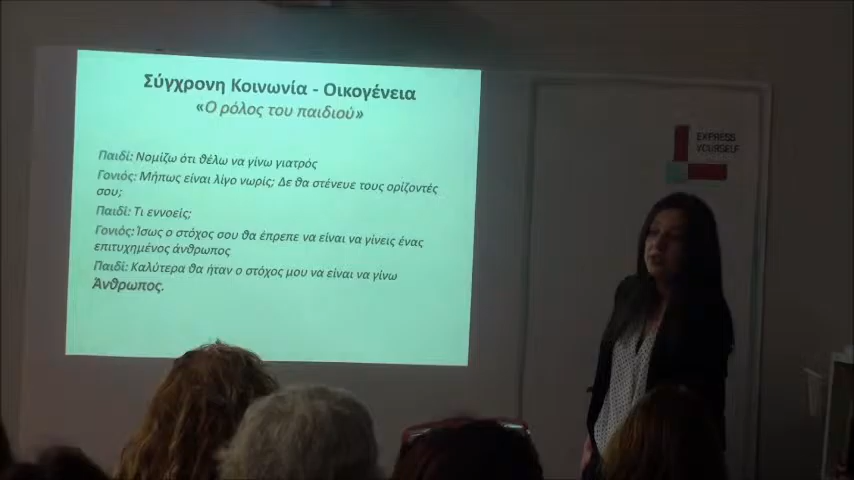 Σύγχρονη Κοινωνία - Οικογένεια
«Ο ρόλος του παιδιού»
Παιδί: Νομίζω ότι θέλω να γίνω γιατρός
Γονιός: Μήπως είναι λίγο νωρίς; Δε θα στένευε τους ορίζοντές
σου;
Παιδί: Τι εννοείς;
Γονιός: Ίσως ο στόχος σου θα έπρεπε να είναι να γίνεις ένας
επιτυχημένος άνθρωπος
Παιδί: Καλύτερα θα ήταν ο στόχος μου να είναι να γίνω
Άνθρωπος.
EXPRESS
YOURSELF